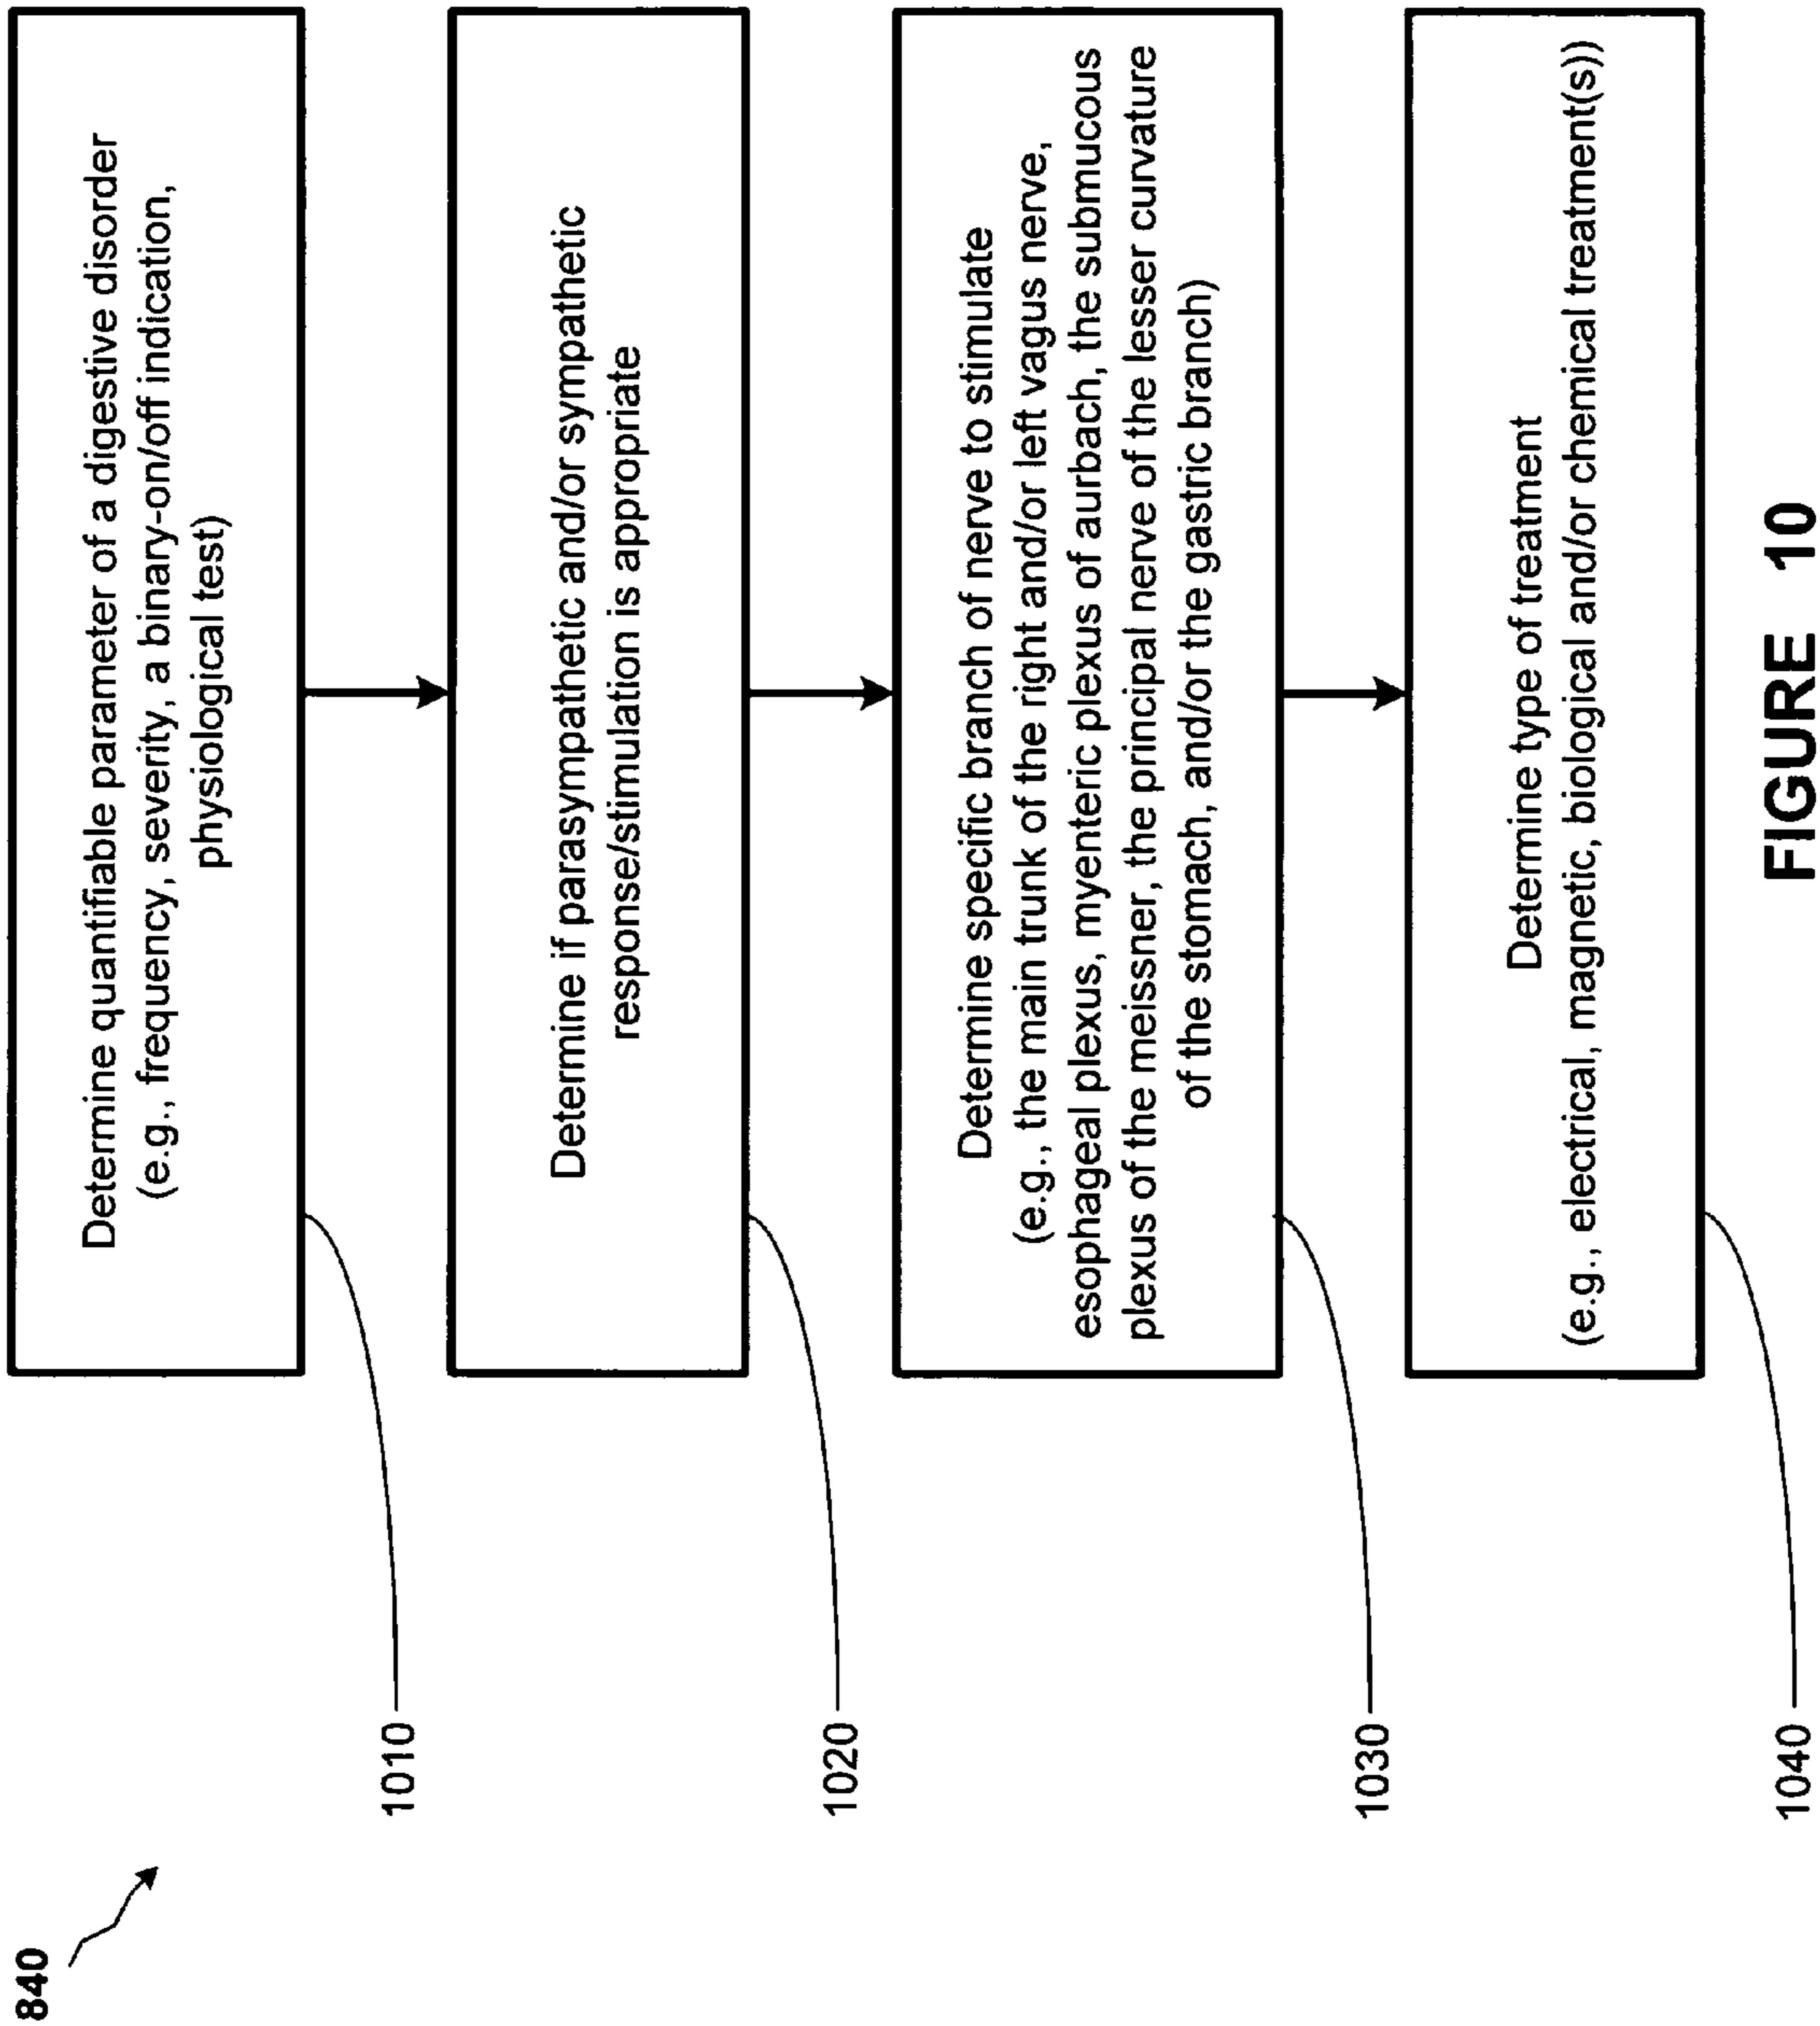 840
Determine quantifiable parameter of a digestive disorder
(e.g., frequency, severity, a binary-on/off indication,
physiological test)
1010
Determine if parasympathetic and/or sympathetic
response/stimulation is appropriate
1020
Determine specific branch of nerve to stimulate
(e.g., the main trunk of the right and/or left vagus nerve,
esophageal plexus, myenteric plexus of aurbach, the submucous
plexus of the meissner, the principal nerve of the lesser curvature
of the stomach, and/or the gastric branch)
1030
Determine type of treatment
(e.g., electrical, magnetic, biological and/or chemical treatment(s))
1040
FIGURE 10